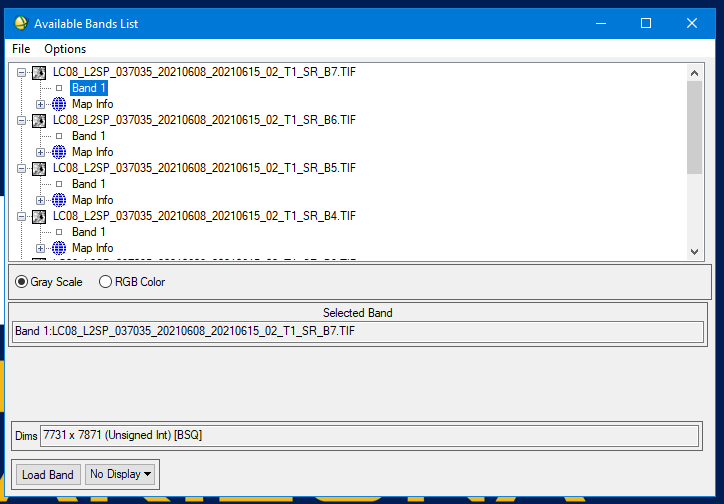 Available Bands List
File Options
LC08_L2SP_037035_20210608_20210615_02_T1_SR_B7.TIF
Band 1
Map Info
LC08_L2SP_037035_20210608_20210615_02_T1_SR_B6.TIF
Band 1
Map Info
LC08_L2SP_037035_20210608_20210615_02_T1_SR_B5.TIF
Band 1
Map Info
LC08_L2SP_037035_20210608_20210615_02_T1_SR_B4.TIF
Band 1
Map Info
Gray Scale RGB Color
Selected Band
Band 1:LC08_L2SP_037035_20210608_20210615_02_T1_SR_B7.TIF
Dims 7731 x 7871 (Unsigned Int) [BSQ]
Load Band No Display